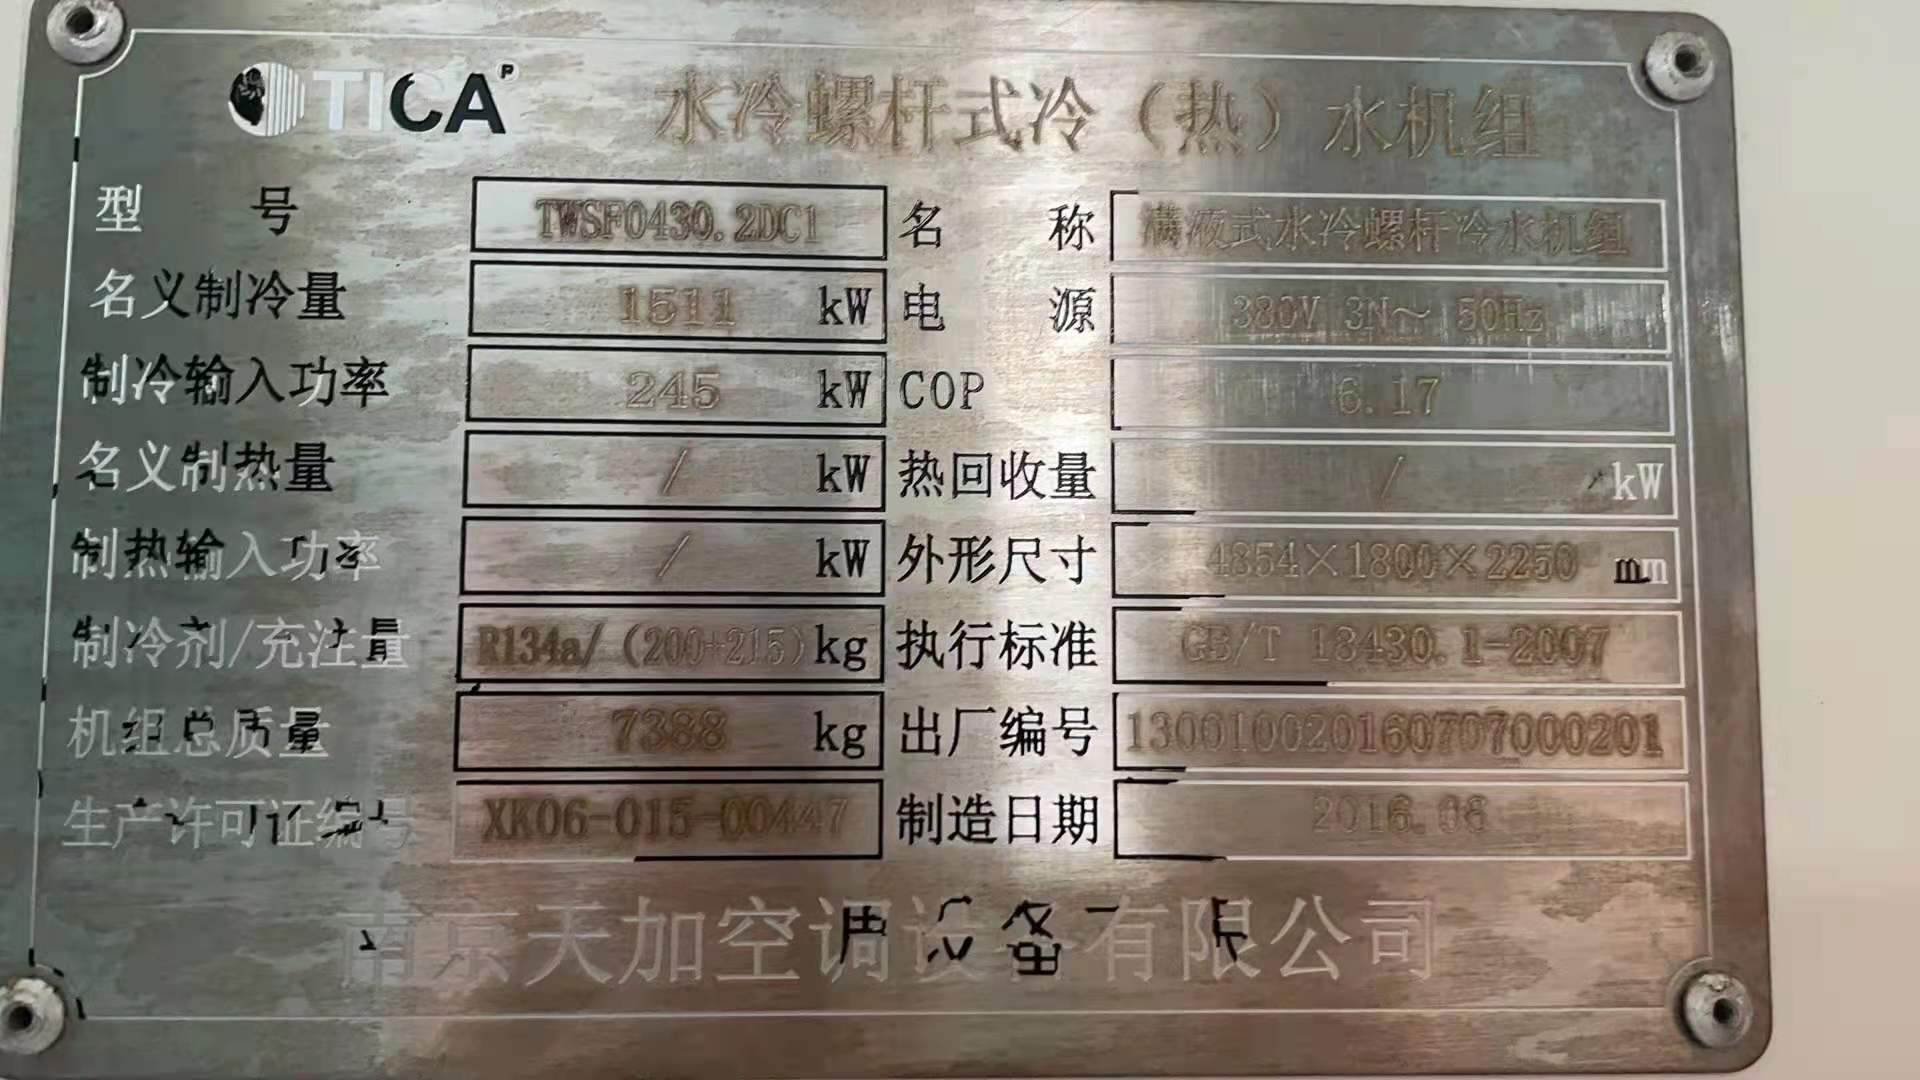 TICA 水冷螺杆式冷（热）水机组
型号 TWSF0430.2DC1 名称 满液式水冷螺杆冷水机组
名义制冷量 1511 kW 电源 380V 3N～ 50Hz
制冷输入功率 245 kW COP 6.17
名义制热量 / kW 热回收量 / kW
制热输入功率 / kW 外形尺寸 4854×1800×2250 mm
制冷剂/充注量 R134a/（200+215）kg 执行标准 GB/T 18430.1-2007
机组总质量 7388 kg 出厂编号 130010020160707000201
生产许可证编号 XK06-015-00447 制造日期 2016.08
南京天加空调设备有限公司